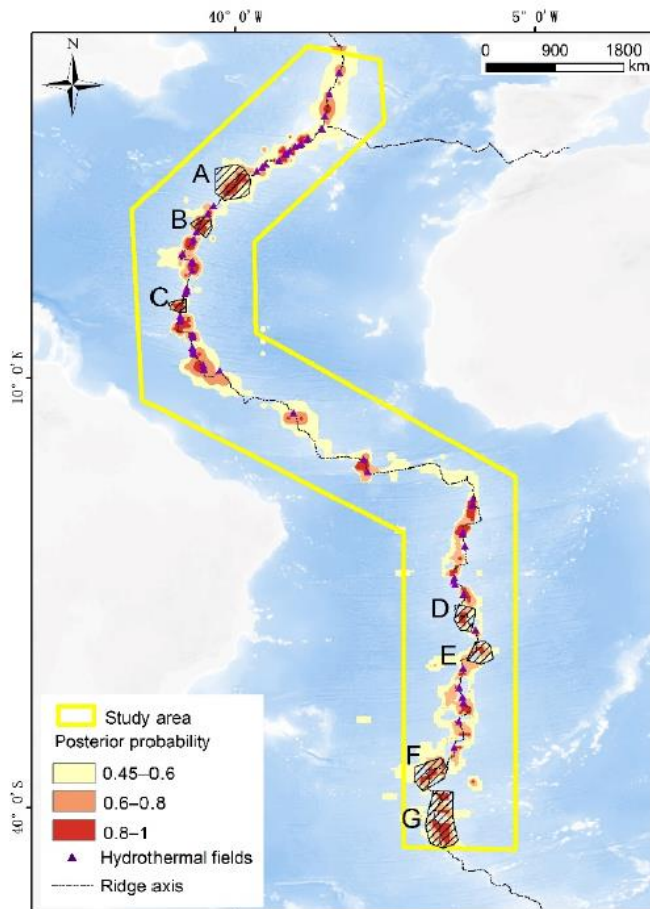 40° 0′W 5° 0′W
N
0 900 1800
km
A
B
C
10° 0′N
D
E
F
G
40° 0′S
Study area
Posterior probability
0.45–0.6
0.6–0.8
0.8–1
Hydrothermal fields
Ridge axis